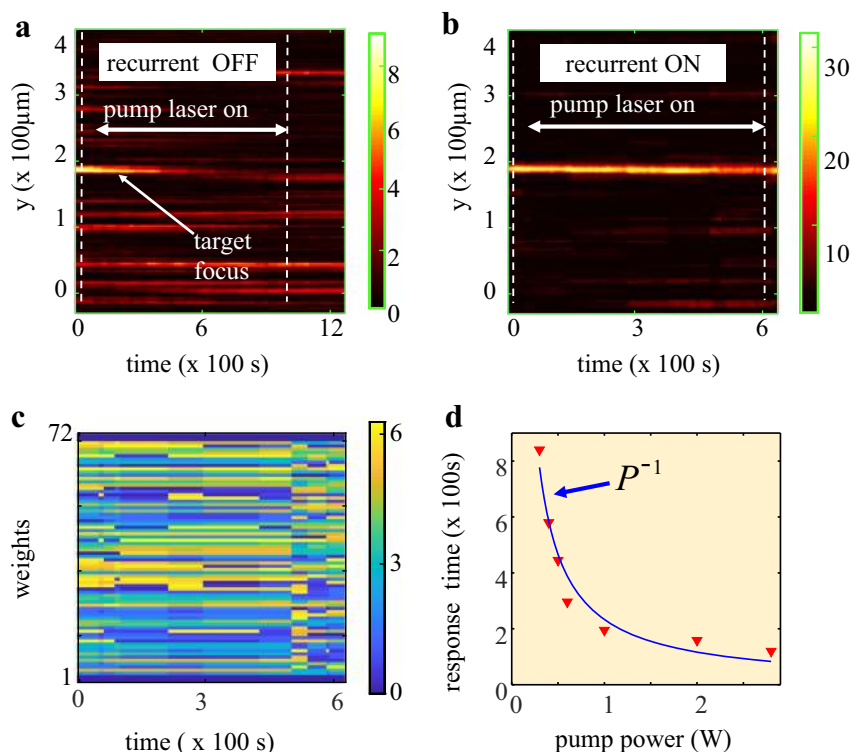 a
recurrent OFF
pump laser on
target
focus
y (x 100μm)
4
3
2
1
0
0
6
12
time (x 100 s)
8
6
4
2
0
b
recurrent ON
pump laser on
y (x 100μm)
4
3
2
1
0
0
3
6
time (x 100 s)
30
20
10
c
72
weights
1
0
3
6
time ( x 100 s)
6
3
0
d
P⁻¹
response time (x 100s)
8
6
4
2
0
0
1
2
pump power (W)